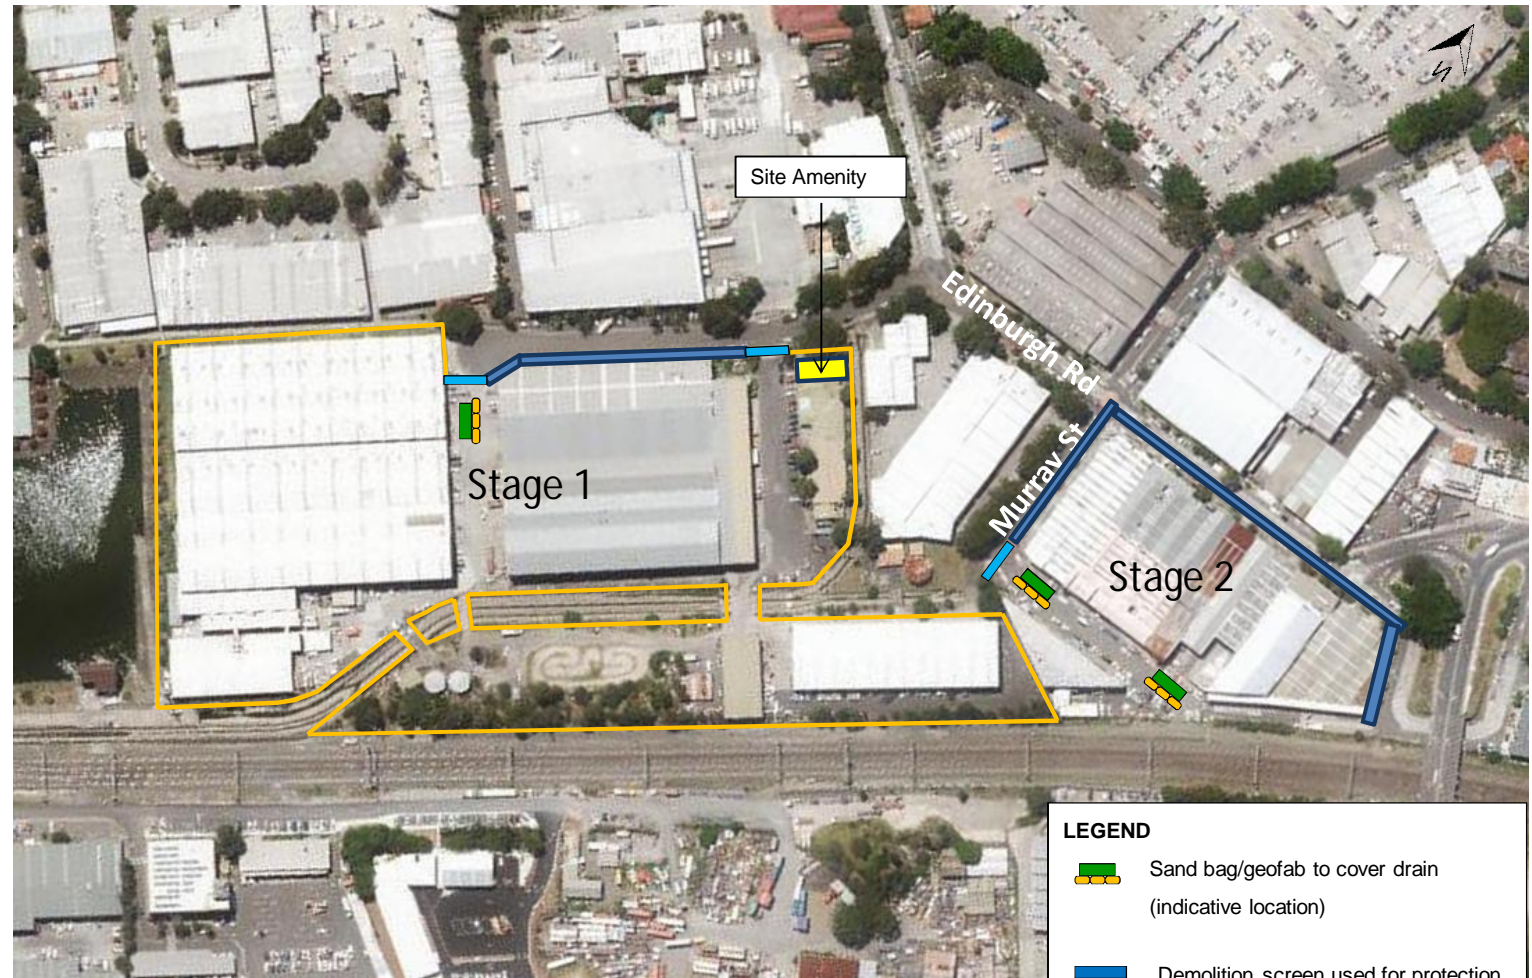 N
Site Amenity
Edinburgh Rd
Murray St
Stage 1
Stage 2
LEGEND
Sand bag/geofab to cover drain
(indicative location)
Demolition screen used for protection